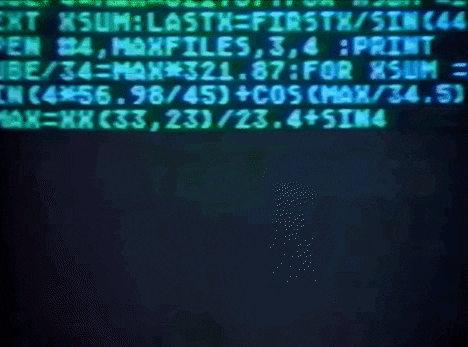 EXT XSUM:LASTX=FIRSTX/SIN(44
PEN #4,MAXFILES,3,4 :PRINT
UBE/34=MAX*321.87:FOR XSUM =
IN(4*56.98/45)+COS(MAX/34.5)
MAX=XX(33,23)/23.4+SIN4